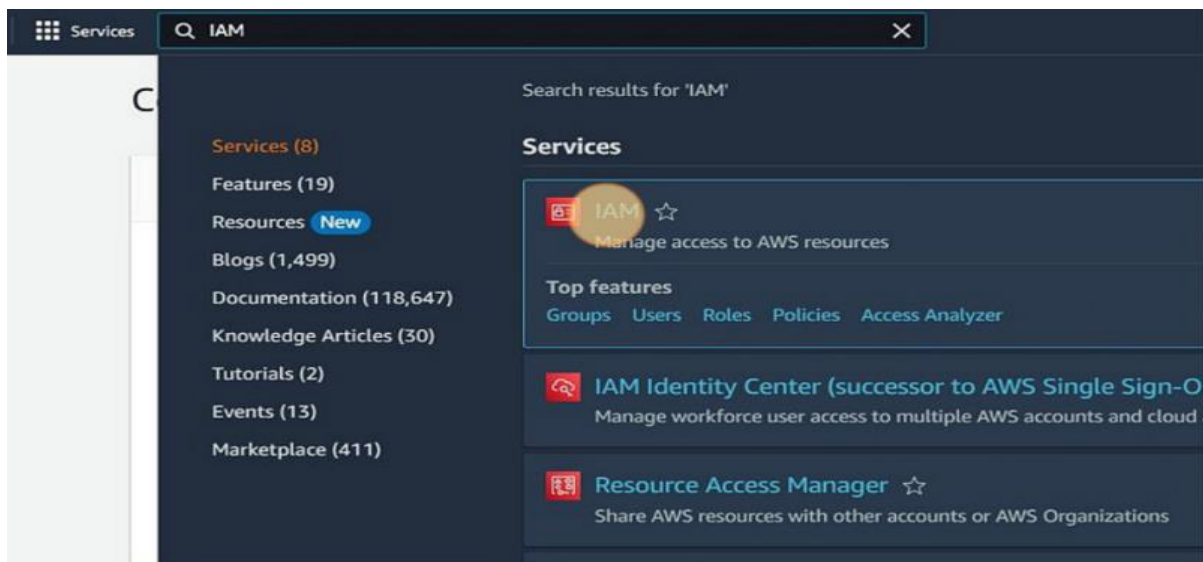 Services
IAM
C
Search results for 'IAM'
Services (8)
Features (19)
Resources New
Blogs (1,499)
Documentation (118,647)
Knowledge Articles (30)
Tutorials (2)
Events (13)
Marketplace (411)
Services
IAM
Manage access to AWS resources
Top features
Groups Users Roles Policies Access Analyzer
IAM Identity Center (successor to AWS Single Sign-O
Manage workforce user access to multiple AWS accounts and cloud
Resource Access Manager
Share AWS resources with other accounts or AWS Organizations